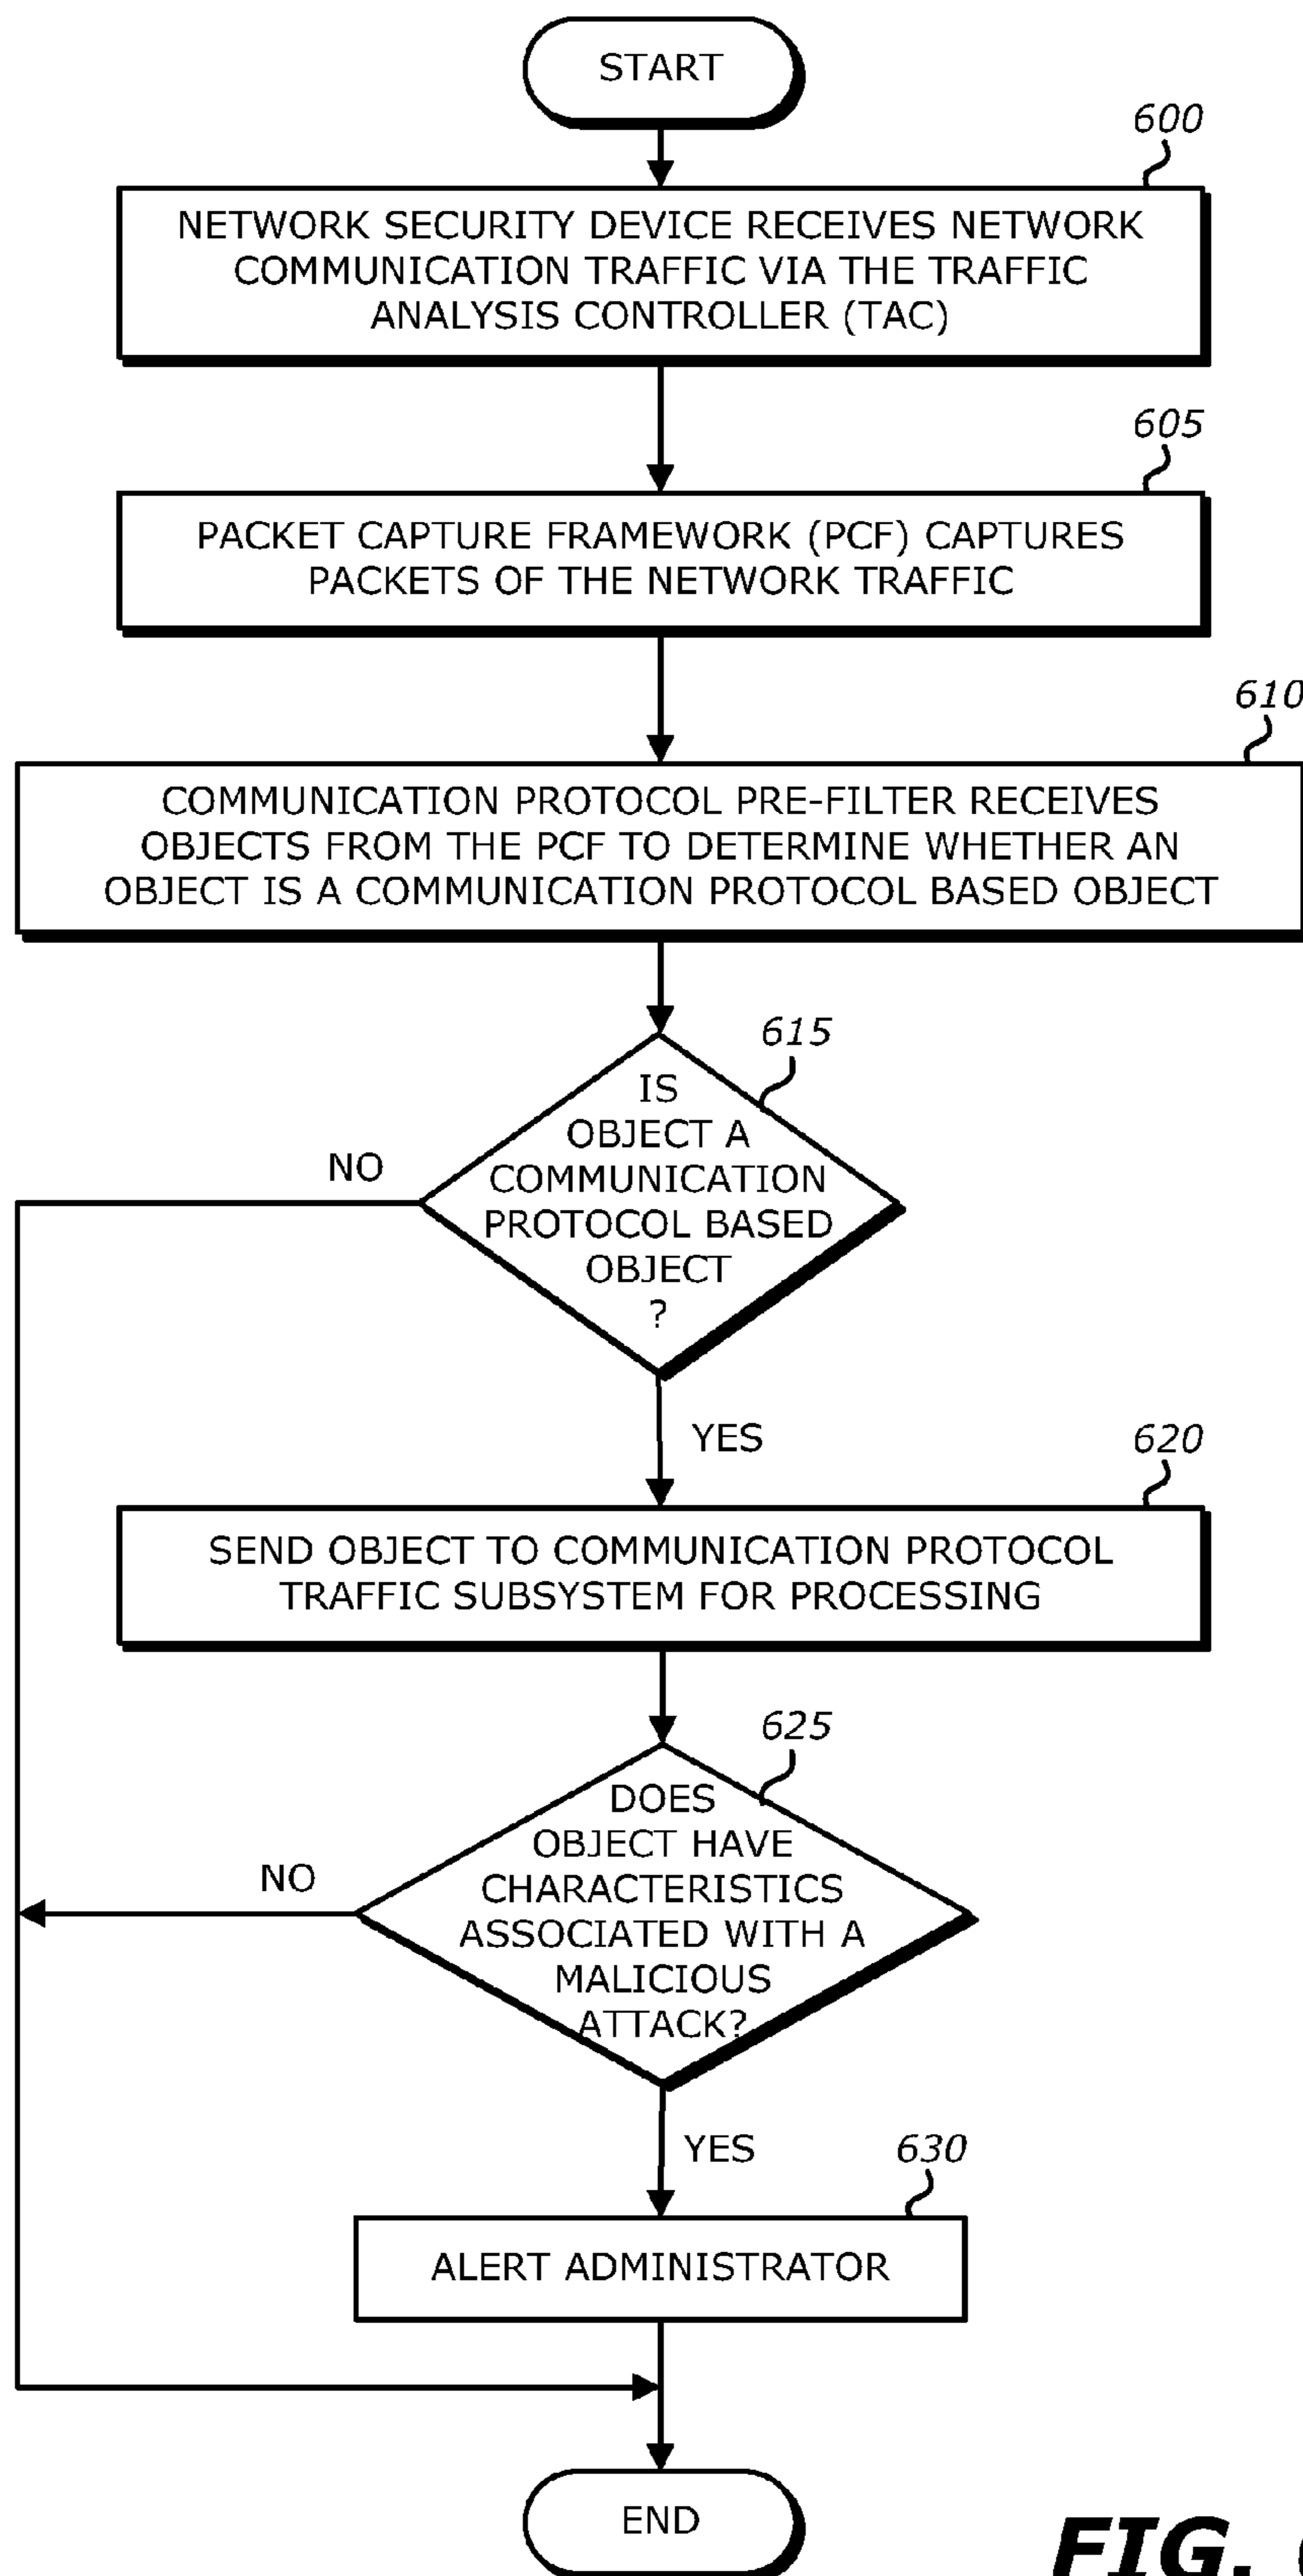 START
600
NETWORK SECURITY DEVICE RECEIVES NETWORK
COMMUNICATION TRAFFIC VIA THE TRAFFIC
ANALYSIS CONTROLLER (TAC)
605
PACKET CAPTURE FRAMEWORK (PCF) CAPTURES
PACKETS OF THE NETWORK TRAFFIC
610
COMMUNICATION PROTOCOL PRE-FILTER RECEIVES
OBJECTS FROM THE PCF TO DETERMINE WHETHER AN
OBJECT IS A COMMUNICATION PROTOCOL BASED OBJECT
615
IS
OBJECT A
COMMUNICATION
PROTOCOL BASED
OBJECT
?
NO
YES
620
SEND OBJECT TO COMMUNICATION PROTOCOL
TRAFFIC SUBSYSTEM FOR PROCESSING
625
DOES
OBJECT HAVE
CHARACTERISTICS
ASSOCIATED WITH A
MALICIOUS
ATTACK?
NO
YES
630
ALERT ADMINISTRATOR
END
FIG.